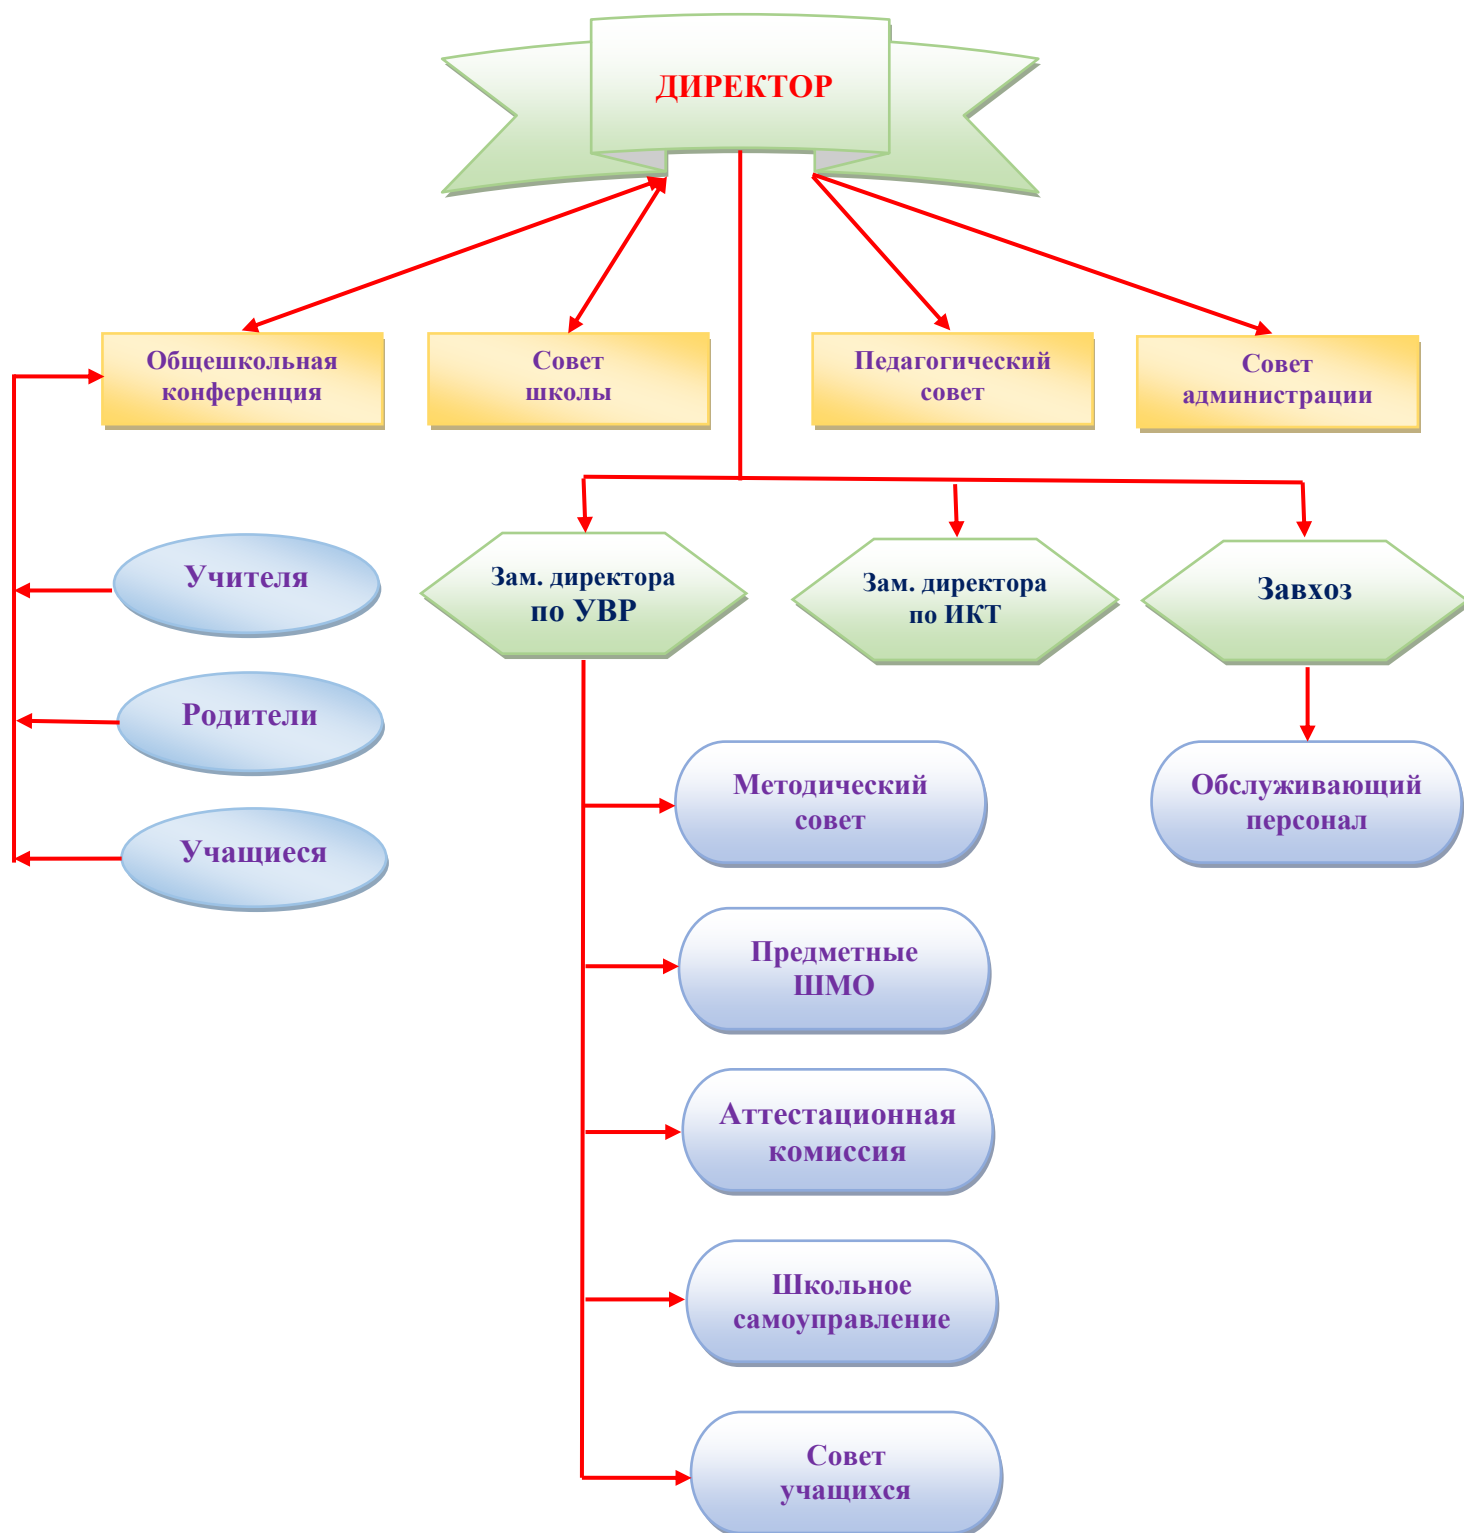 ДИРЕКТОР
Общешкольная
конференция
Совет
школы
Педагогический
совет
Совет
администрации
Учителя
Родители
Учащиеся
Зам. директора
по УВР
Зам. директора
по ИКТ
Завхоз
Методический
совет
Предметные
ШМО
Аттестационная
комиссия
Школьное
самоуправление
Совет
учащихся
Обслуживающий
персонал